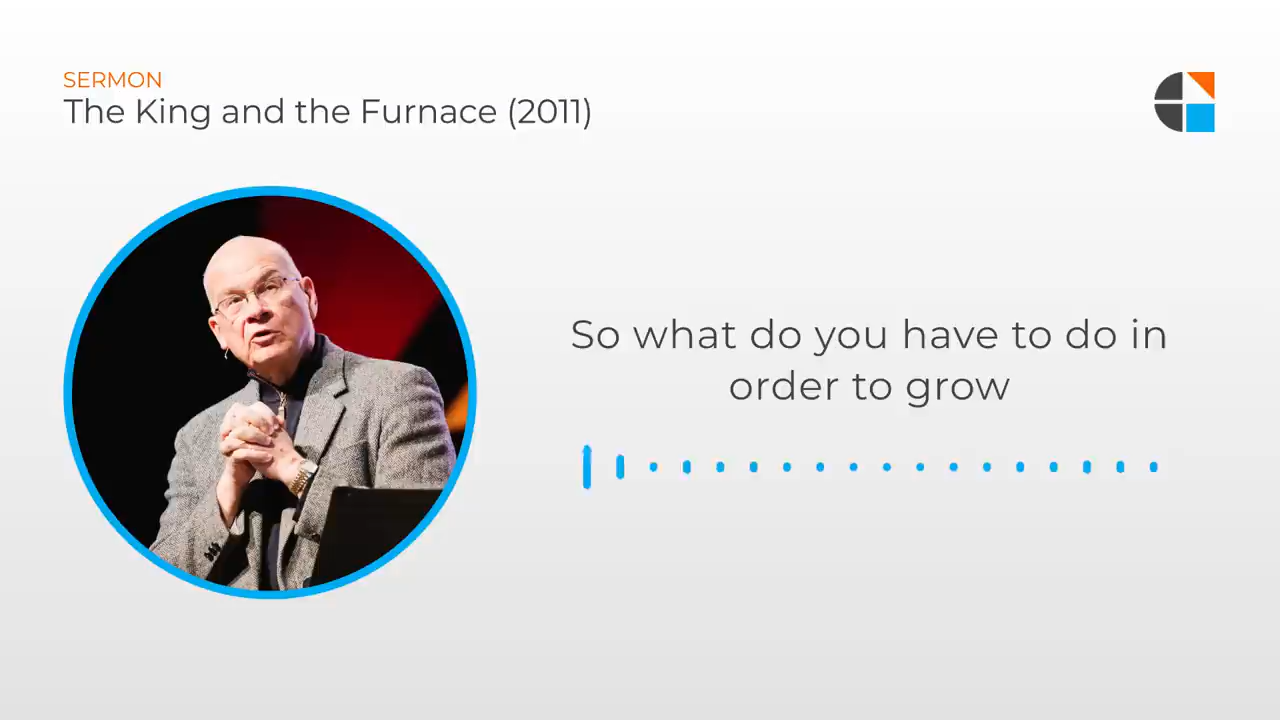 SERMON
The King and the Furnace (2011)
So what do you have to do in
order to grow